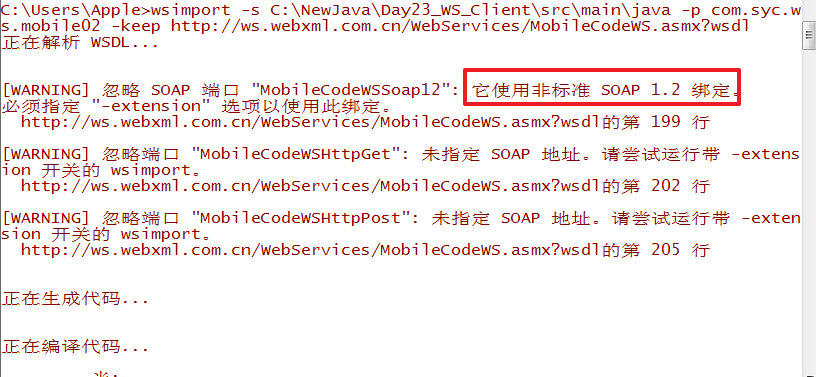 C:\Users\Apple>wsimport -s C:\NewJava\Day23_WS_Client\src\main\java -p com.syc.w
s.mobile02 -keep http://ws.webxml.com.cn/WebServices/MobileCodeWS.asmx?wsdl
正在解析 WSDL...
[WARNING] 忽略 SOAP 端口 "MobileCodeWSSoap12": 它使用非标准 SOAP 1.2 绑定。
必须指定 "-extension" 选项以使用此绑定。
http://ws.webxml.com.cn/WebServices/MobileCodeWS.asmx?wsdl的第 199 行
[WARNING] 忽略端口 "MobileCodeWSHttpGet": 未指定 SOAP 地址。请尝试运行带 -extens
ion 开关的 wsimport。
http://ws.webxml.com.cn/WebServices/MobileCodeWS.asmx?wsdl的第 202 行
[WARNING] 忽略端口 "MobileCodeWSHttpPost": 未指定 SOAP 地址。请尝试运行带 -exten
sion 开关的 wsimport。
http://ws.webxml.com.cn/WebServices/MobileCodeWS.asmx?wsdl的第 205 行
正在生成代码...
正在编译代码...